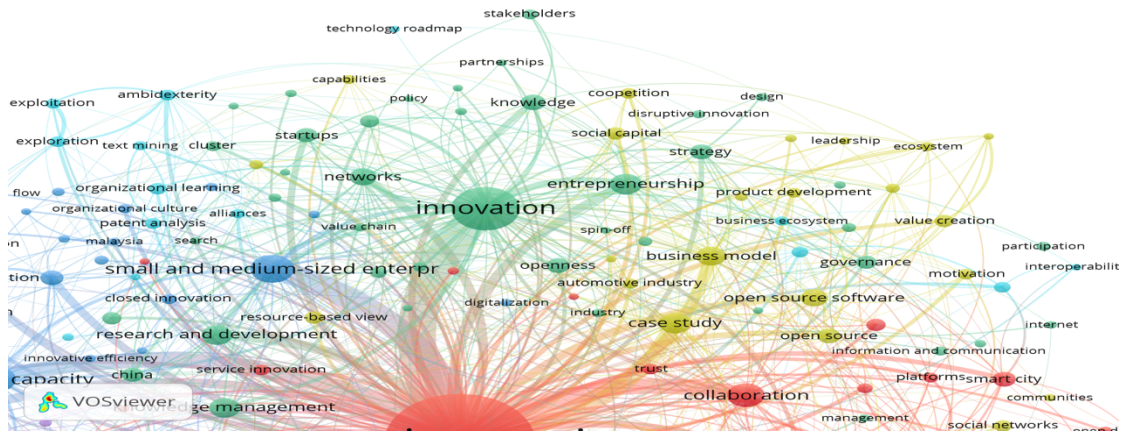 stakeholders
technology roadmap
partnerships
capabilities
exploitation
ambidexterity
policy
knowledge
coopetition
design
disruptive innovation
exploration
text mining
cluster
startups
social capital
leadership
ecosystem
strategy
networks
flow
organizational learning
entrepreneurship
product development
innovation
organizational culture
alliances
patent analysis
value chain
spin-off
business ecosystem
value creation
malaysia
search
participation
small and medium-sized enterpr
openness
business model
governance
interoperabilit
tion
automotive industry
motivation
closed innovation
digitalization
open source software
resource-based view
industry
case study
internet
research and development
open source
innovative efficiency
service innovation
trust
information and communication
capacity
china
platforms
smart city
collaboration
communities
VOSviewer
knowledge management
management
social networks